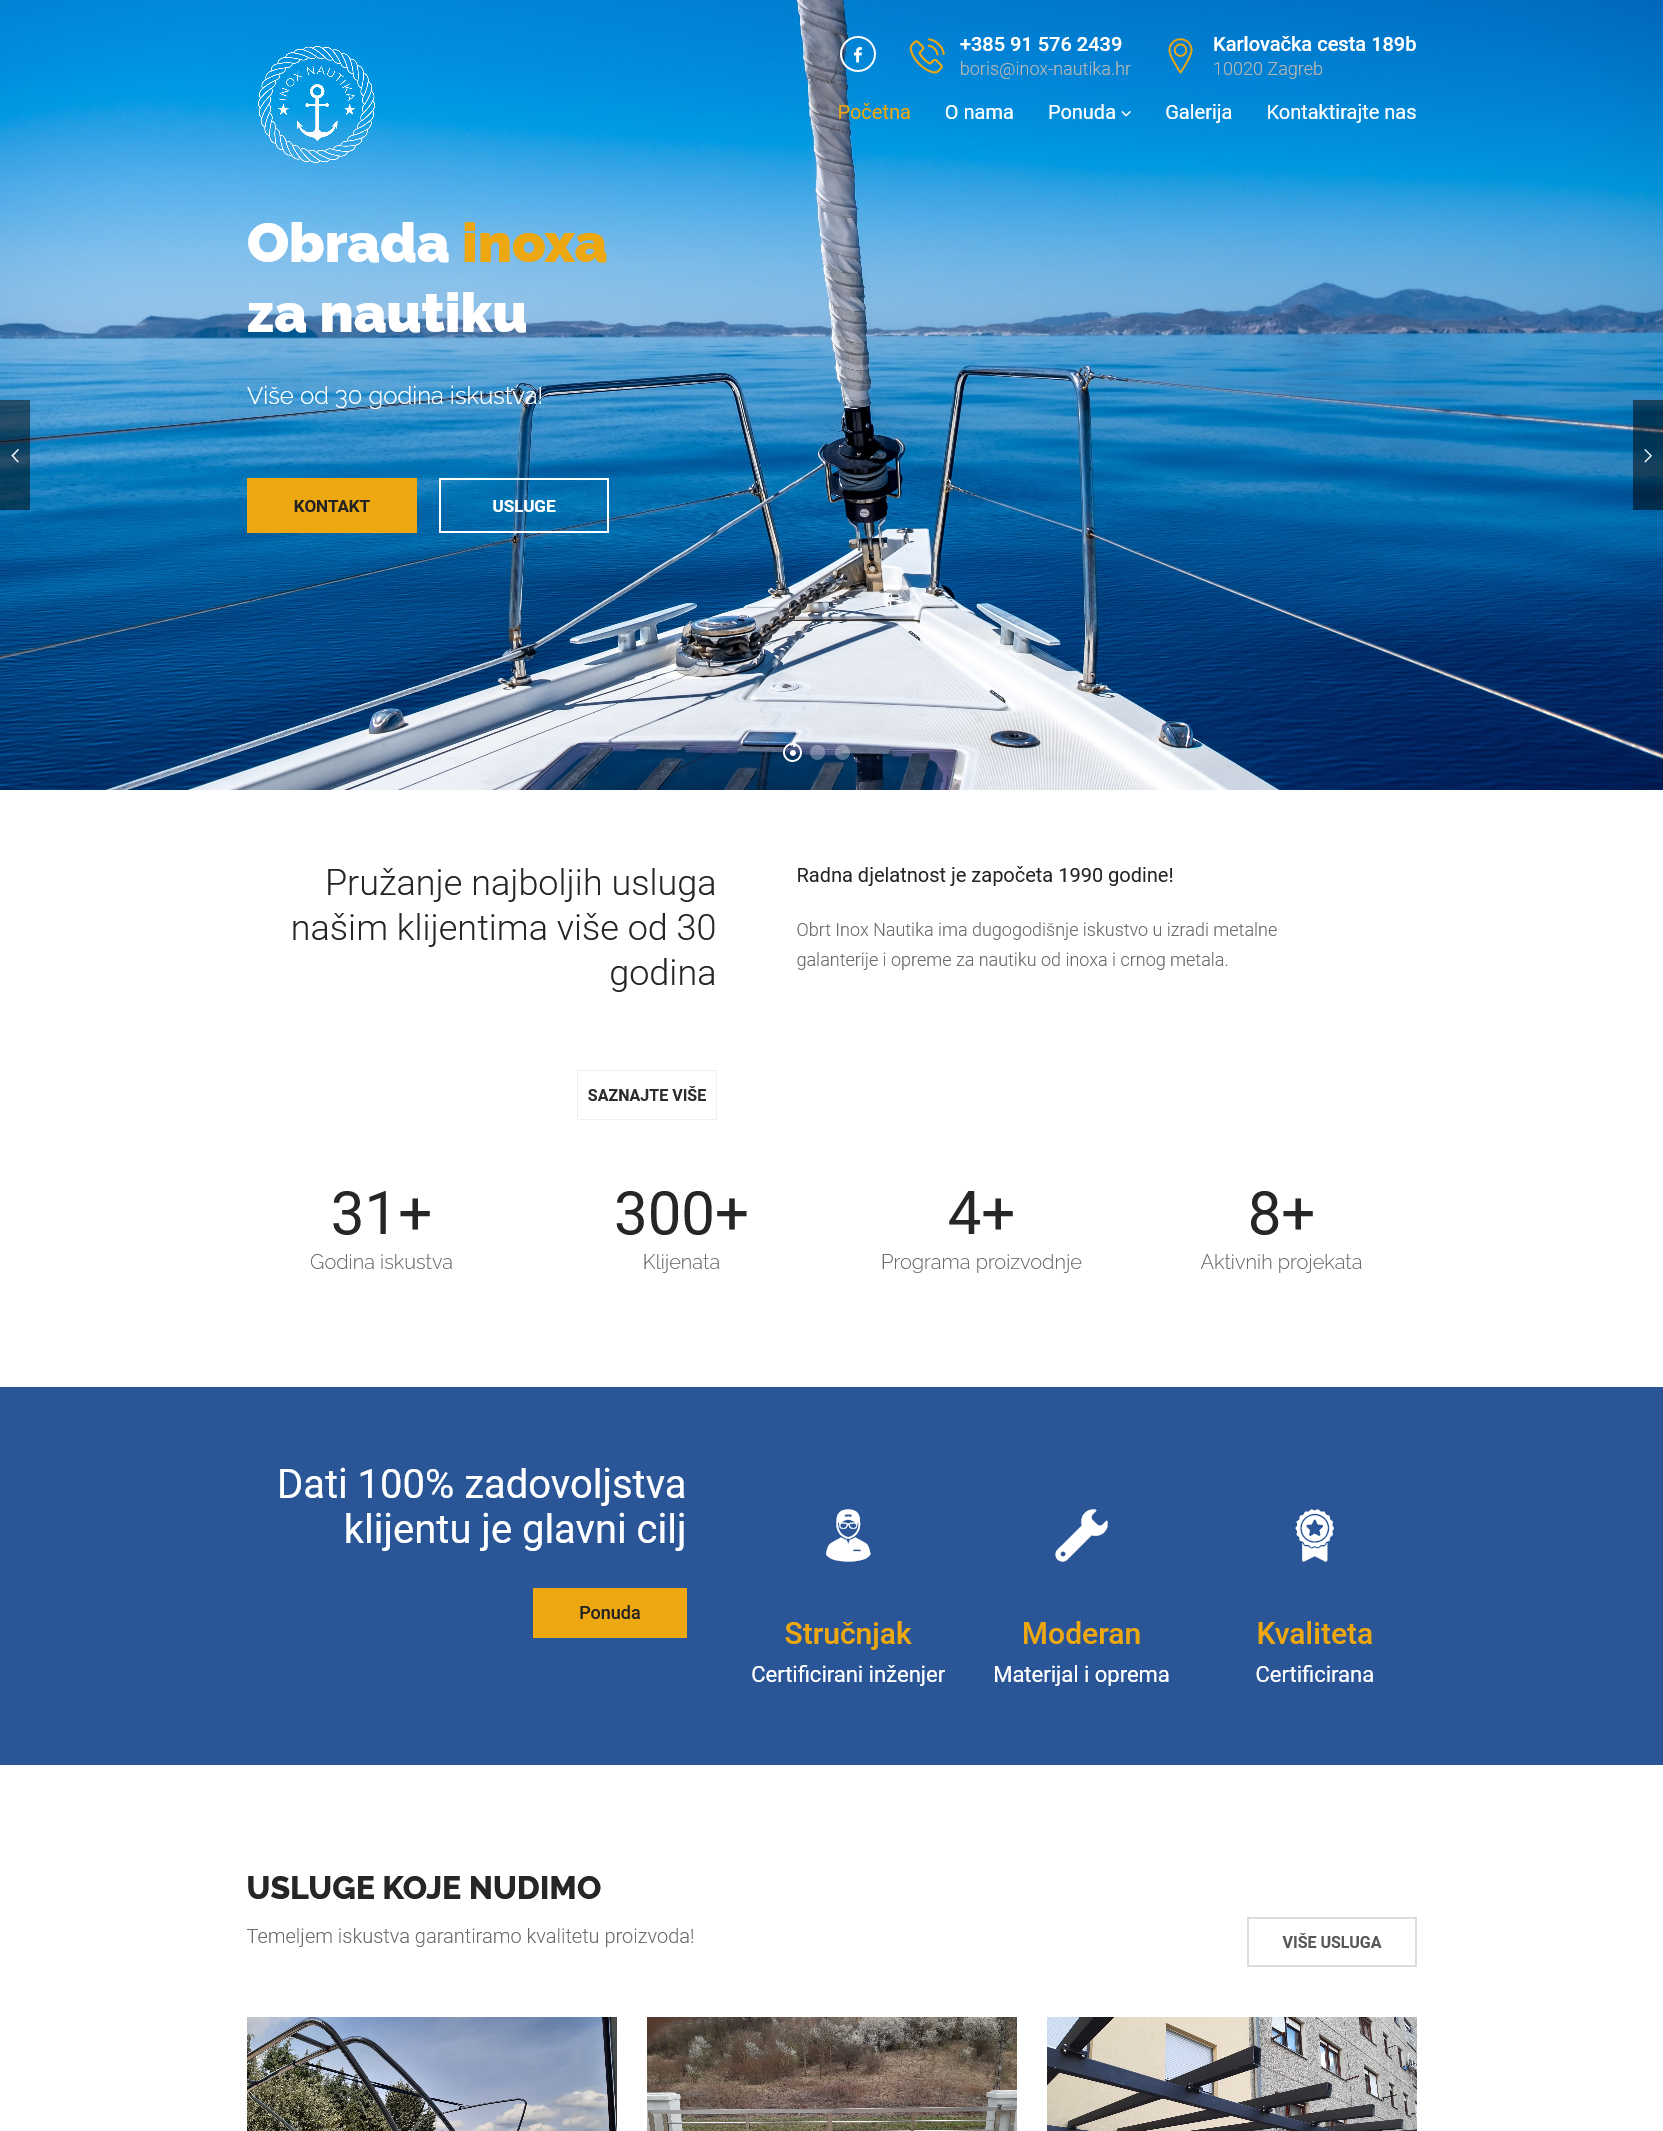 INOX NAUTIKA
+385 91 576 2439
boris@inox-nautika.hr
Karlovačka cesta 189b
10020 Zagreb
Početna
O nama
Ponuda
Galerija
Kontaktirajte nas
Obrada inoxa
za nautiku
Više od 30 godina iskustva!
KONTAKT
USLUGE
Pružanje najboljih usluga
našim klijentima više od 30
godina
SAZNAJTE VIŠE
Radna djelatnost je započeta 1990 godine!
Obrt Inox Nautika ima dugogodišnje iskustvo u izradi metalne
galanterije i opreme za nautiku od inoxa i crnog metala.
31+
Godina iskustva
300+
Klijenata
4+
Programa proizvodnje
8+
Aktivnih projekata
Dati 100% zadovoljstva
klijentu je glavni cilj
Ponuda
Stručnjak
Certificirani inženjer
Moderan
Materijal i oprema
Kvaliteta
Certificirana
USLUGE KOJE NUDIMO
Temeljem iskustva garantiramo kvalitetu proizvoda!
VIŠE USLUGA